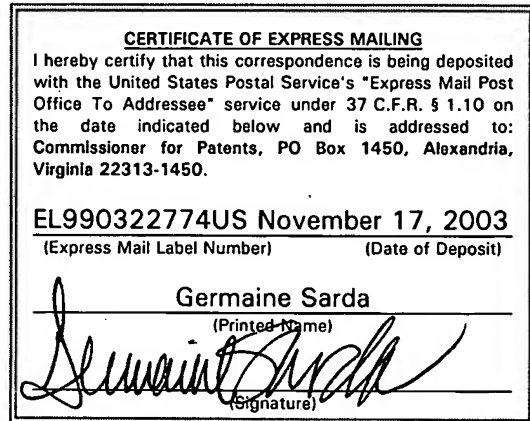 CERTIFICATE OF EXPRESS MAILING
I hereby certify that this correspondence is being deposited
with the United States Postal Service's "Express Mail Post
Office To Addressee" service under 37 C.F.R. § 1.10 on
the date indicated below and is addressed to:
Commissioner for Patents, PO Box 1450, Alexandria,
Virginia 22313-1450.
EL990322774US November 17, 2003
(Express Mail Label Number) (Date of Deposit)
Germaine Sarda
(Printed Name)
Germaine Sarda
(Signature)